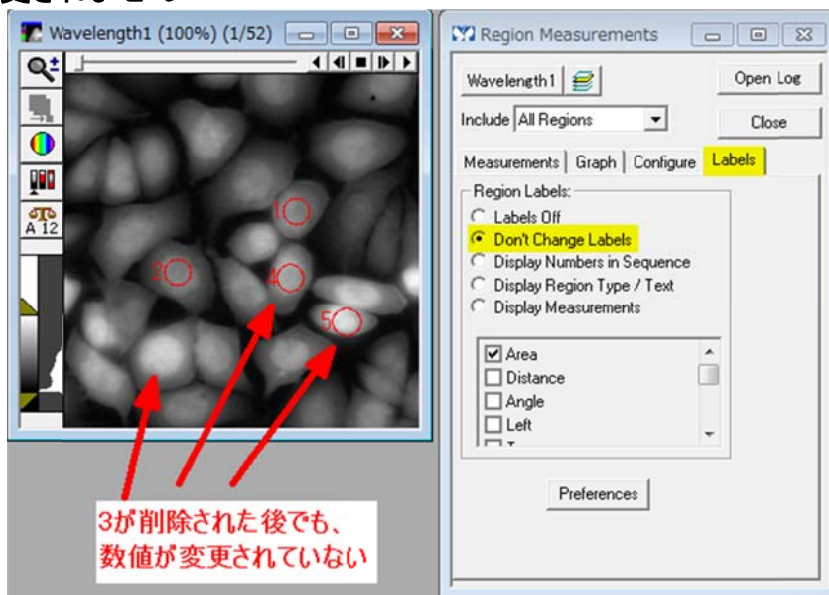 Wavelength1 (100%) (1/52)
A 12
1
2
4
5
3が削除された後でも、
数値が変更されていない
Region Measurements
Wavelength1
Open Log
Include All Regions
Close
Measurements Graph Configure Labels
Region Labels:
Labels Off
Don't Change Labels
Display Numbers in Sequence
Display Region Type / Text
Display Measurements
Area
Distance
Angle
Left
Preferences